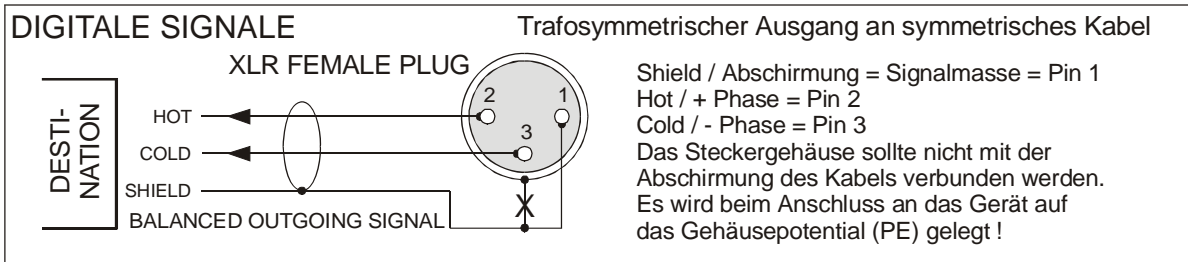 DIGITALE SIGNALE
Trafosymmetrischer Ausgang an symmetrisches Kabel
XLR FEMALE PLUG
DESTI-
NATION
HOT
COLD
SHIELD
BALANCED OUTGOING SIGNAL
2
1
3
X
Shield / Abschirmung = Signalmasse = Pin 1
Hot / + Phase = Pin 2
Cold / - Phase = Pin 3
Das Steckergehäuse sollte nicht mit der
Abschirmung des Kabels verbunden werden.
Es wird beim Anschluss an das Gerät auf
das Gehäusepotential (PE) gelegt !